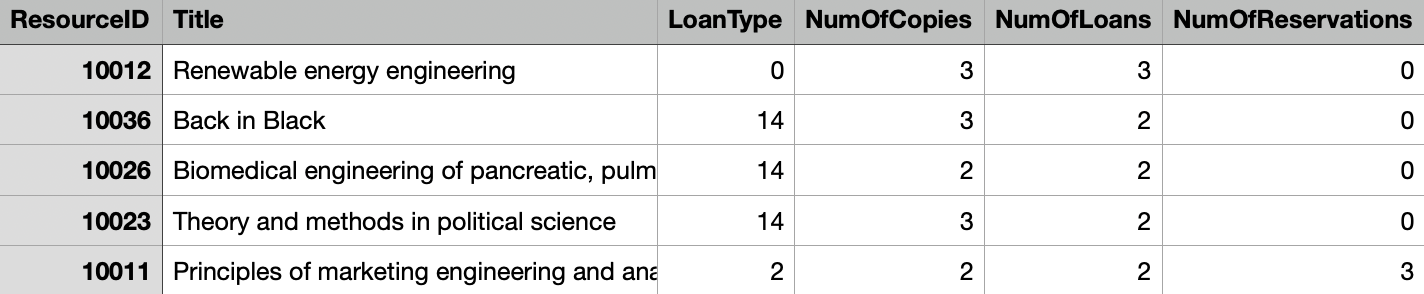 ResourceID Title LoanType NumOfCopies NumOfLoans NumOfReservations
10012 Renewable energy engineering 0 3 3 0
10036 Back in Black 14 3 2 0
10026 Biomedical engineering of pancreatic, pulm 14 2 2 0
10023 Theory and methods in political science 14 3 2 0
10011 Principles of marketing engineering and ana 2 2 2 3